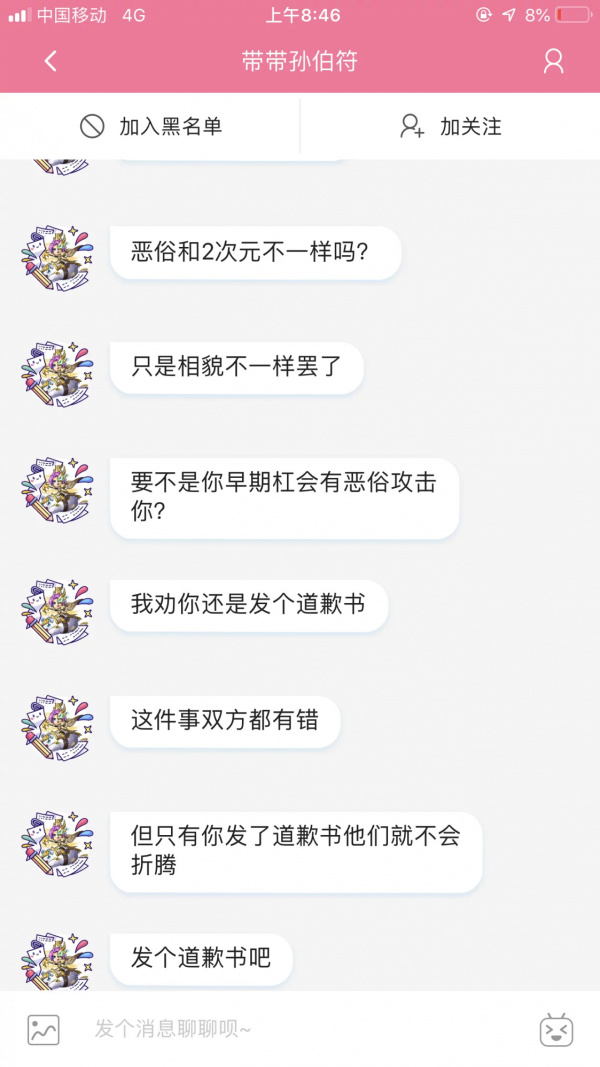 中国移动 4G 上午8:46 8%
带带孙伯符
加入黑名单 加关注
恶俗和2次元不一样吗?
只是相貌不一样罢了
要不是你早期杠会有恶俗攻击
你?
我劝你还是发个道歉书
这件事双方都有错
但只有你发了道歉书他们就不会
折腾
发个道歉书吧
发个消息聊聊呗~